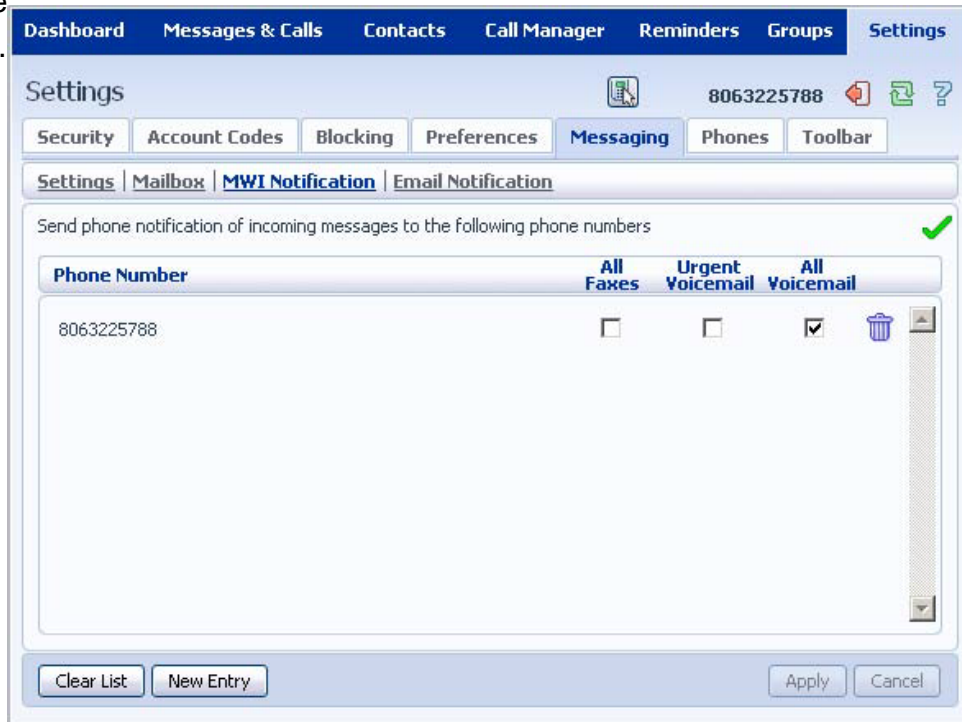 e
.
Dashboard Messages & Calls Contacts Call Manager Reminders Groups Settings
Settings 8063225788
Security Account Codes Blocking Preferences Messaging Phones Toolbar
Settings | Mailbox | MWI Notification | Email Notification
Send phone notification of incoming messages to the following phone numbers
Phone Number All Faxes Urgent Voicemail All Voicemail
8063225788
Clear List New Entry Apply Cancel